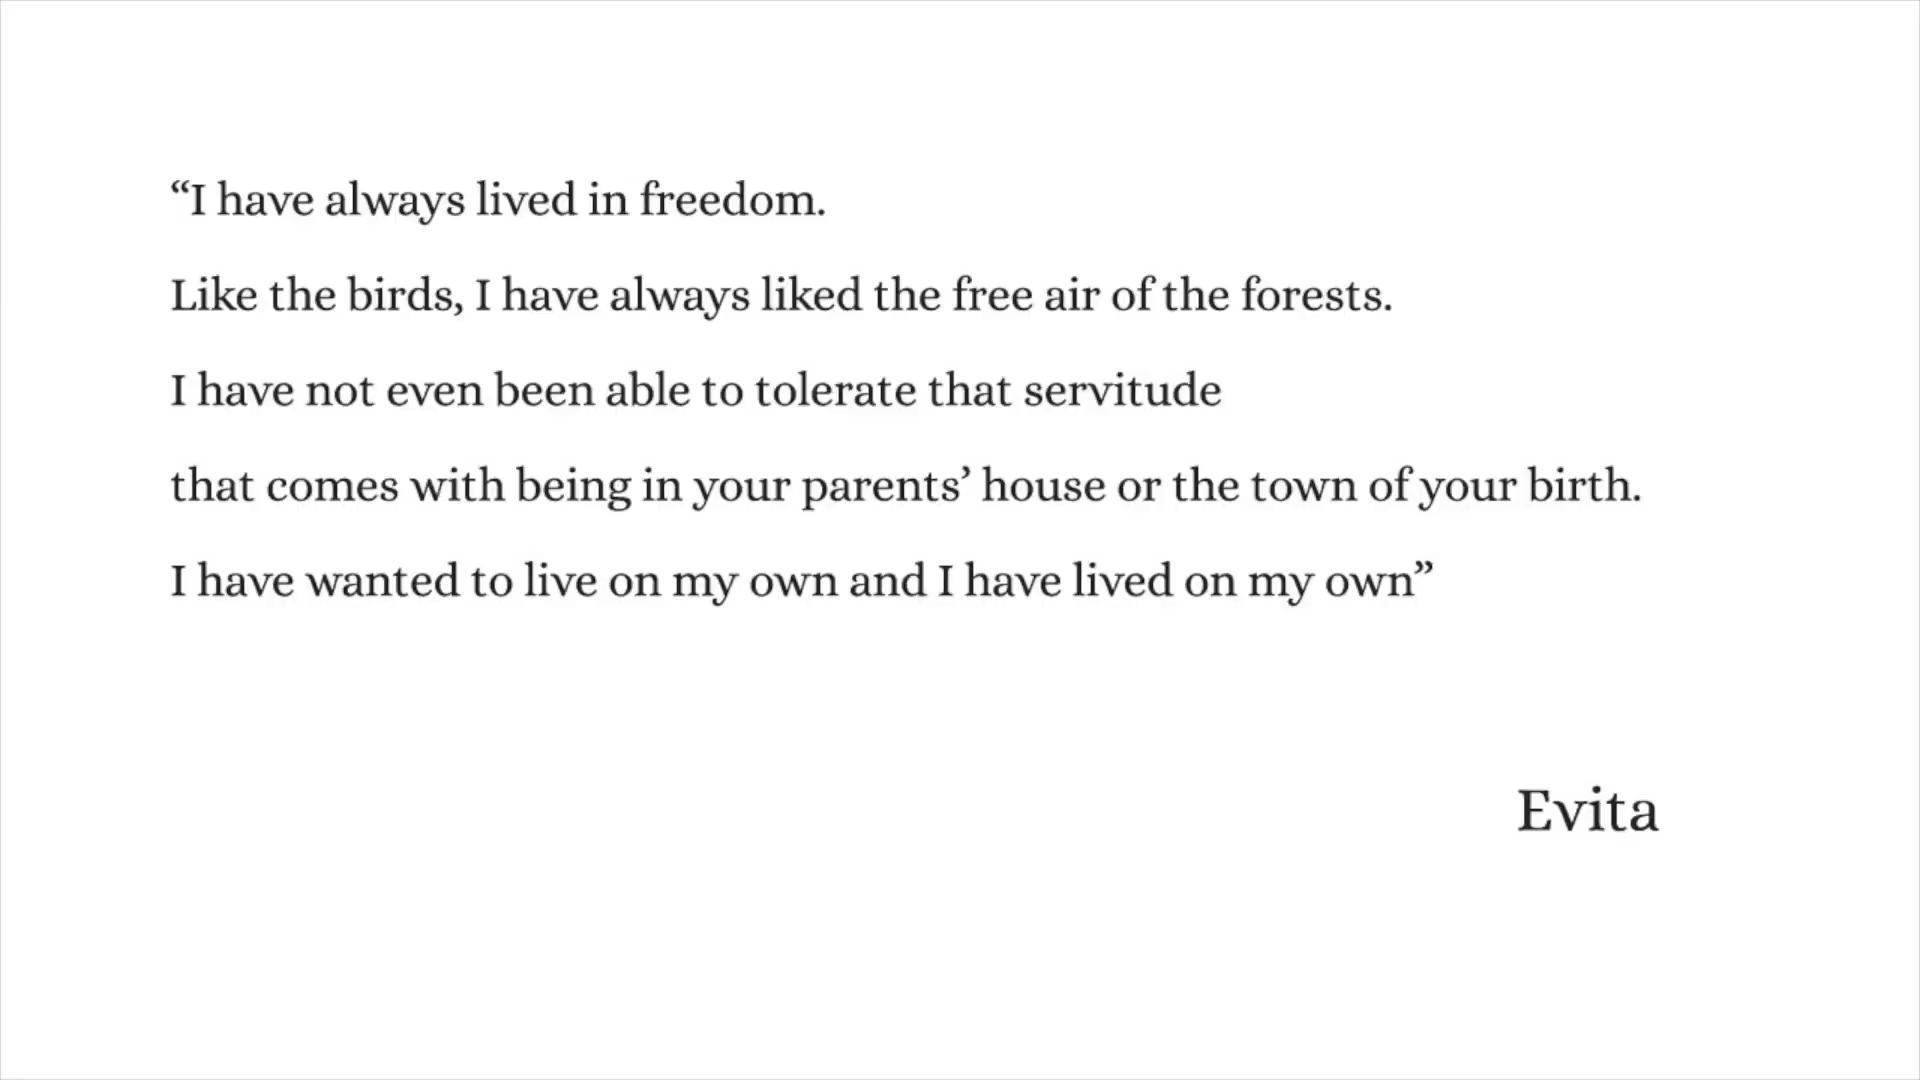 “I have always lived in freedom.
Like the birds, I have always liked the free air of the forests.
I have not even been able to tolerate that servitude
that comes with being in your parents’ house or the town of your birth.
I have wanted to live on my own and I have lived on my own”
Evita